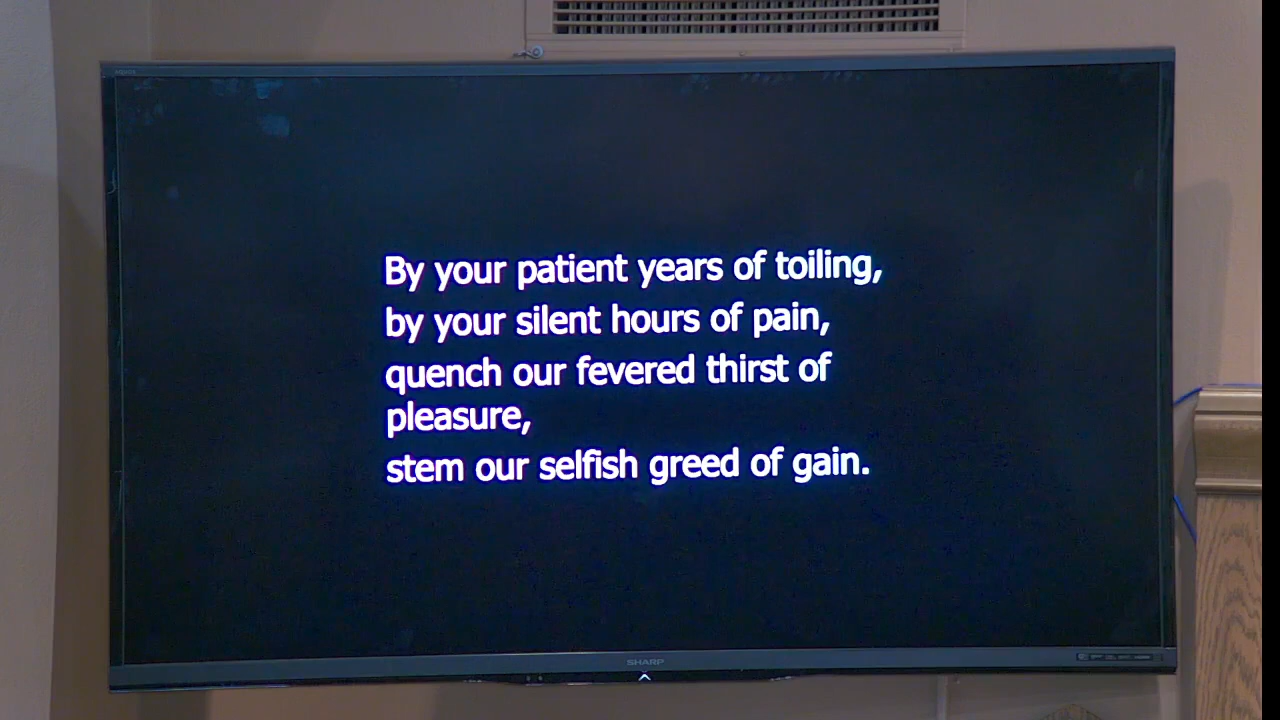 By your patient years of toiling,
by your silent hours of pain,
quench our fevered thirst of
pleasure,
stem our selfish greed of gain.
SHARP